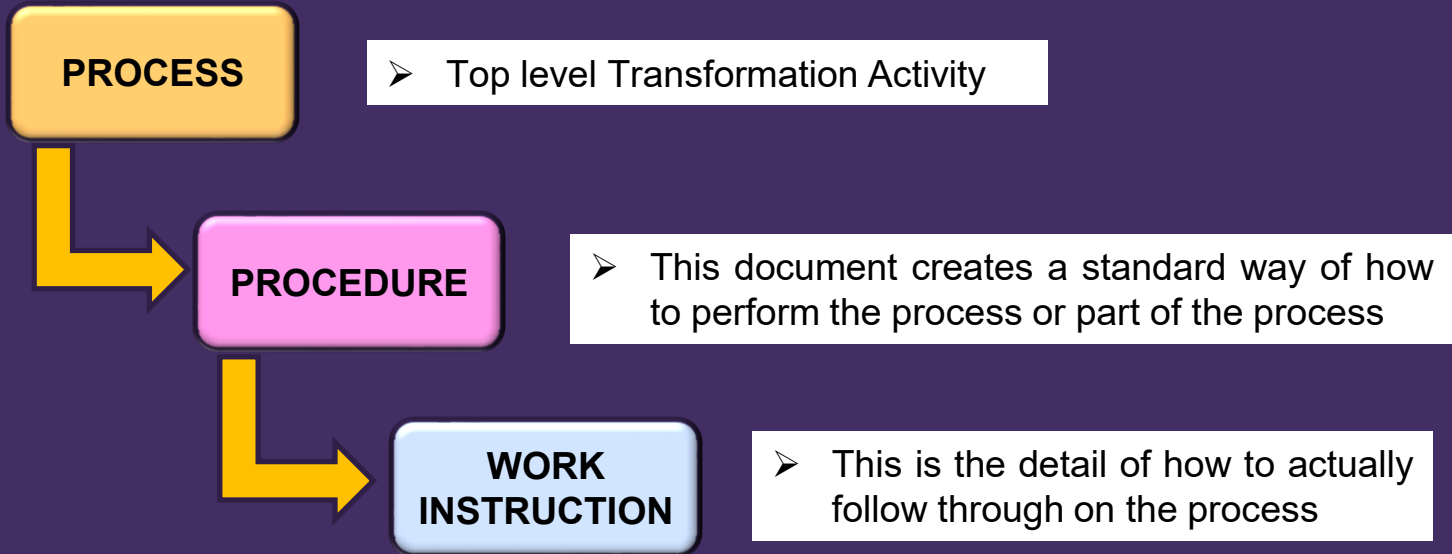 PROCESS
➢ Top level Transformation Activity
PROCEDURE
➢ This document creates a standard way of how
to perform the process or part of the process
WORK
INSTRUCTION
➢ This is the detail of how to actually
follow through on the process